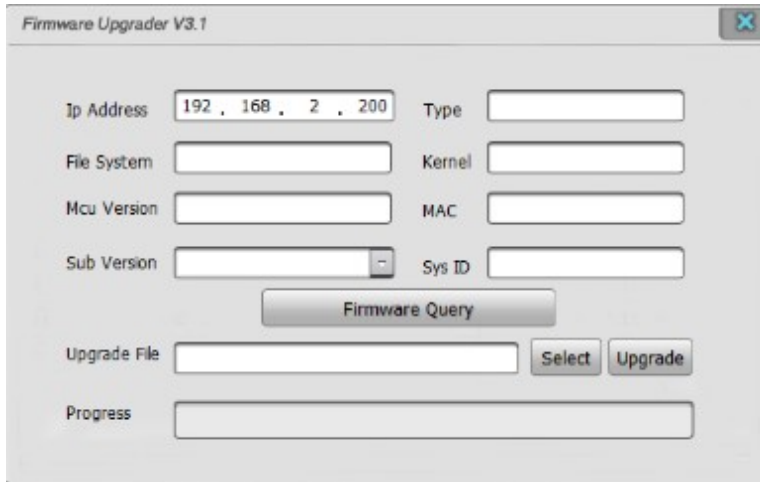 Firmware Upgrader V3.1
Ip Address 192 . 168 . 2 . 200 Type
File System Kernel
Mcu Version MAC
Sub Version Sys ID
Firmware Query
Upgrade File Select Upgrade
Progress